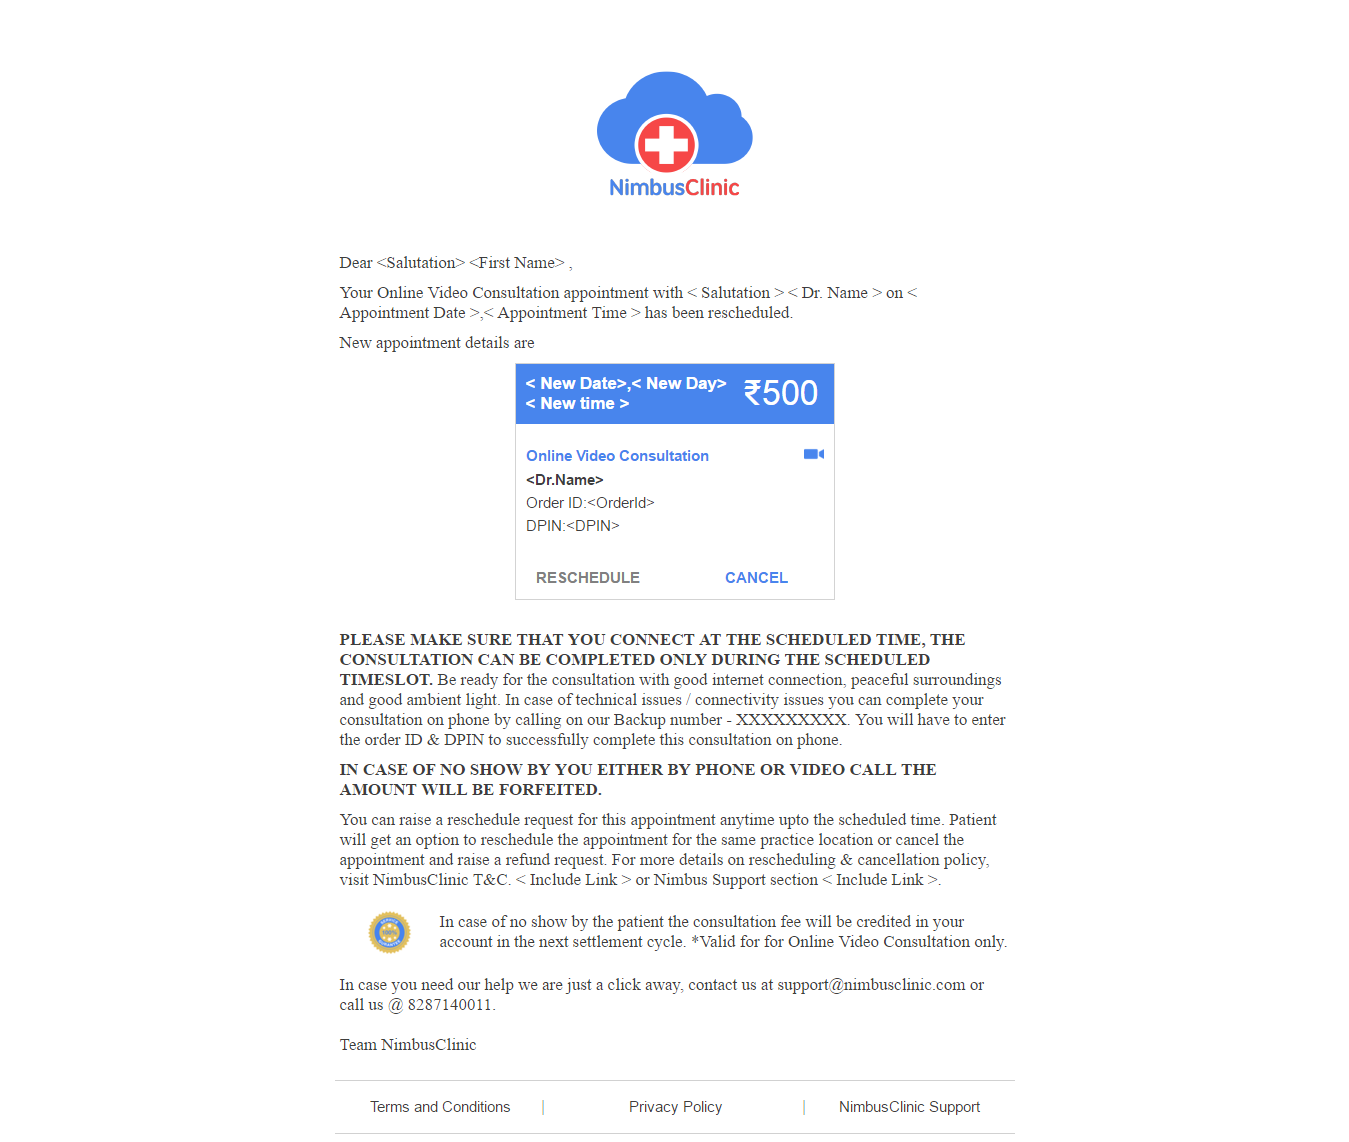 NimbusClinic
Dear <Salutation> <First Name> ,
Your Online Video Consultation appointment with < Salutation > < Dr. Name > on <
Appointment Date >,< Appointment Time > has been rescheduled.
New appointment details are
< New Date>,< New Day>
< New time >
₹500
Online Video Consultation
<Dr.Name>
Order ID:<OrderId>
DPIN:<DPIN>
RESCHEDULE CANCEL
PLEASE MAKE SURE THAT YOU CONNECT AT THE SCHEDULED TIME, THE
CONSULTATION CAN BE COMPLETED ONLY DURING THE SCHEDULED
TIMESLOT. Be ready for the consultation with good internet connection, peaceful surroundings
and good ambient light. In case of technical issues / connectivity issues you can complete your
consultation on phone by calling on our Backup number - XXXXXXXXX. You will have to enter
the order ID & DPIN to successfully complete this consultation on phone.
IN CASE OF NO SHOW BY YOU EITHER BY PHONE OR VIDEO CALL THE
AMOUNT WILL BE FORFEITED.
You can raise a reschedule request for this appointment anytime upto the scheduled time. Patient
will get an option to reschedule the appointment for the same practice location or cancel the
appointment and raise a refund request. For more details on rescheduling & cancellation policy,
visit NimbusClinic T&C. < Include Link > or Nimbus Support section < Include Link >.
100%
In case of no show by the patient the consultation fee will be credited in your
account in the next settlement cycle. *Valid for for Online Video Consultation only.
In case you need our help we are just a click away, contact us at support@nimbusclinic.com or
call us @ 8287140011.
Team NimbusClinic
Terms and Conditions | Privacy Policy | NimbusClinic Support